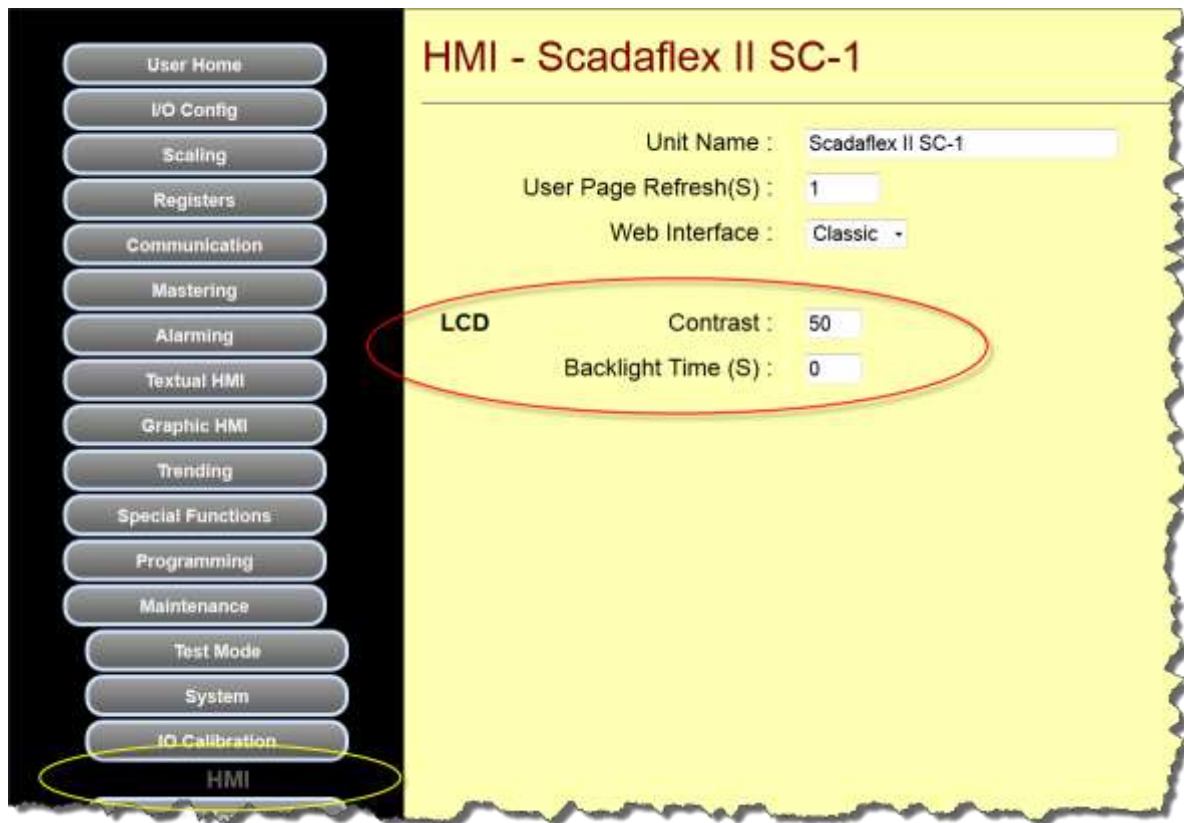 User Home
I/O Config
Scaling
Registers
Communication
Mastering
Alarming
Textual HMI
Graphic HMI
Trending
Special Functions
Programming
Maintenance
Test Mode
System
IO Calibration
HMI
HMI - Scadaflex II SC-1
Unit Name : Scadaflex II SC-1
User Page Refresh(S) : 1
Web Interface : Classic
LCD Contrast : 50
Backlight Time (S) : 0